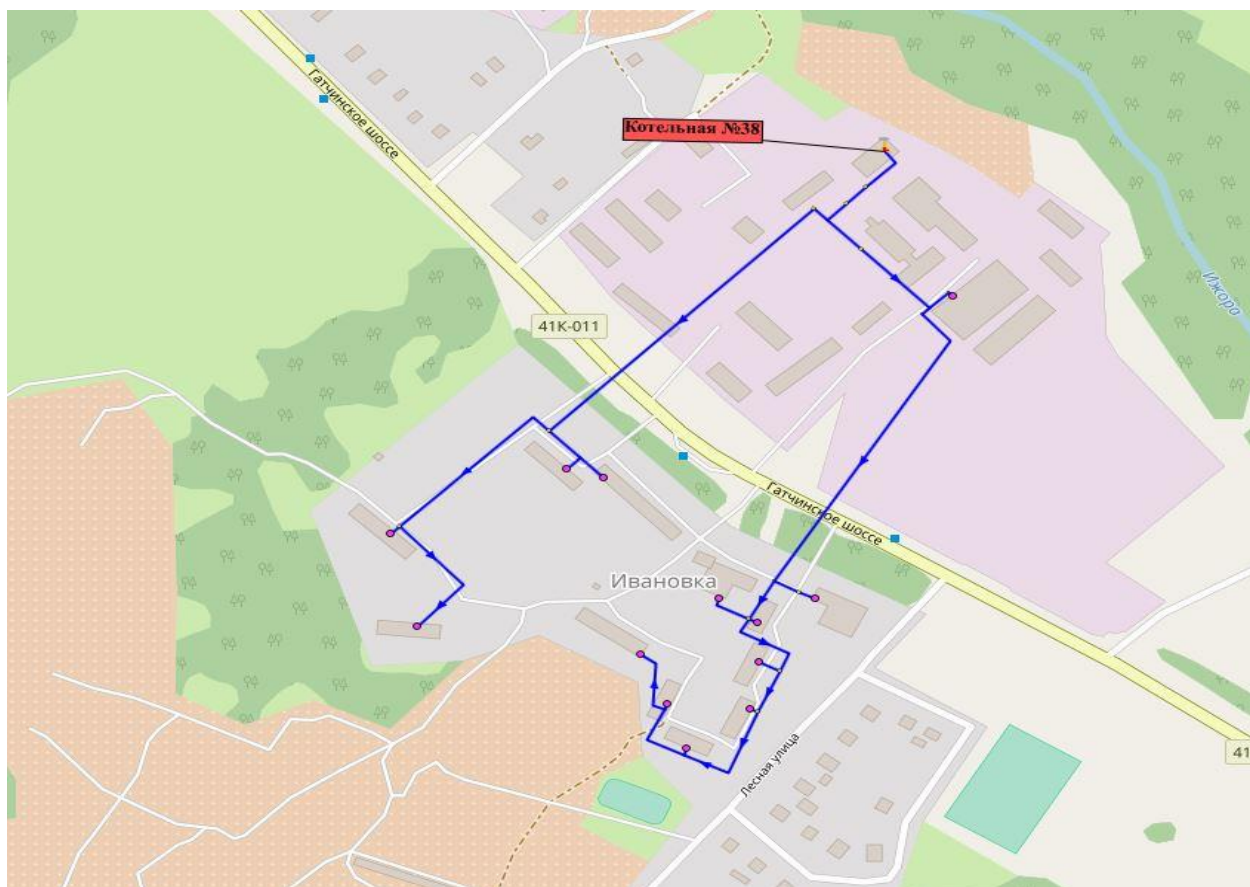 Гатчинское шоссе
Котельная №38
Ижора
41К-011
Гатчинское шоссе
Ивановка
Лесная улица
41